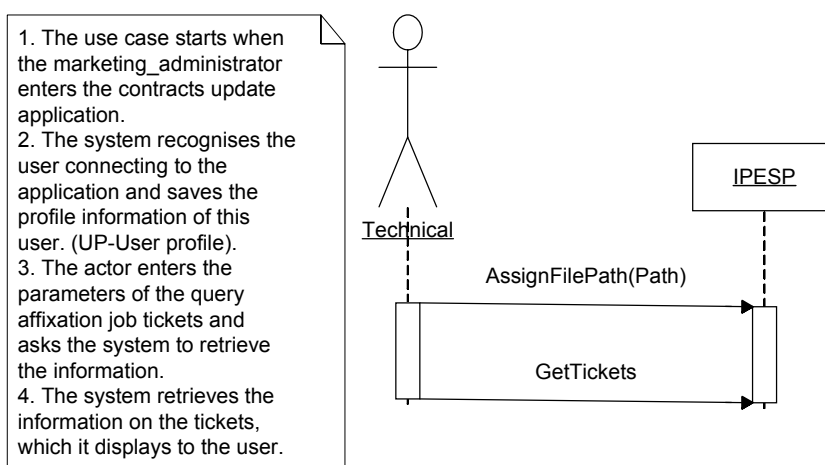 1. The use case starts when
the marketing_administrator
enters the contracts update
application.
2. The system recognises the
user connecting to the
application and saves the
profile information of this
user. (UP-User profile).
3. The actor enters the
parameters of the query
affixation job tickets and
asks the system to retrieve
the information.
4. The system retrieves the
information on the tickets,
which it displays to the user.
Technical
IPESP
AssignFilePath(Path)
GetTickets